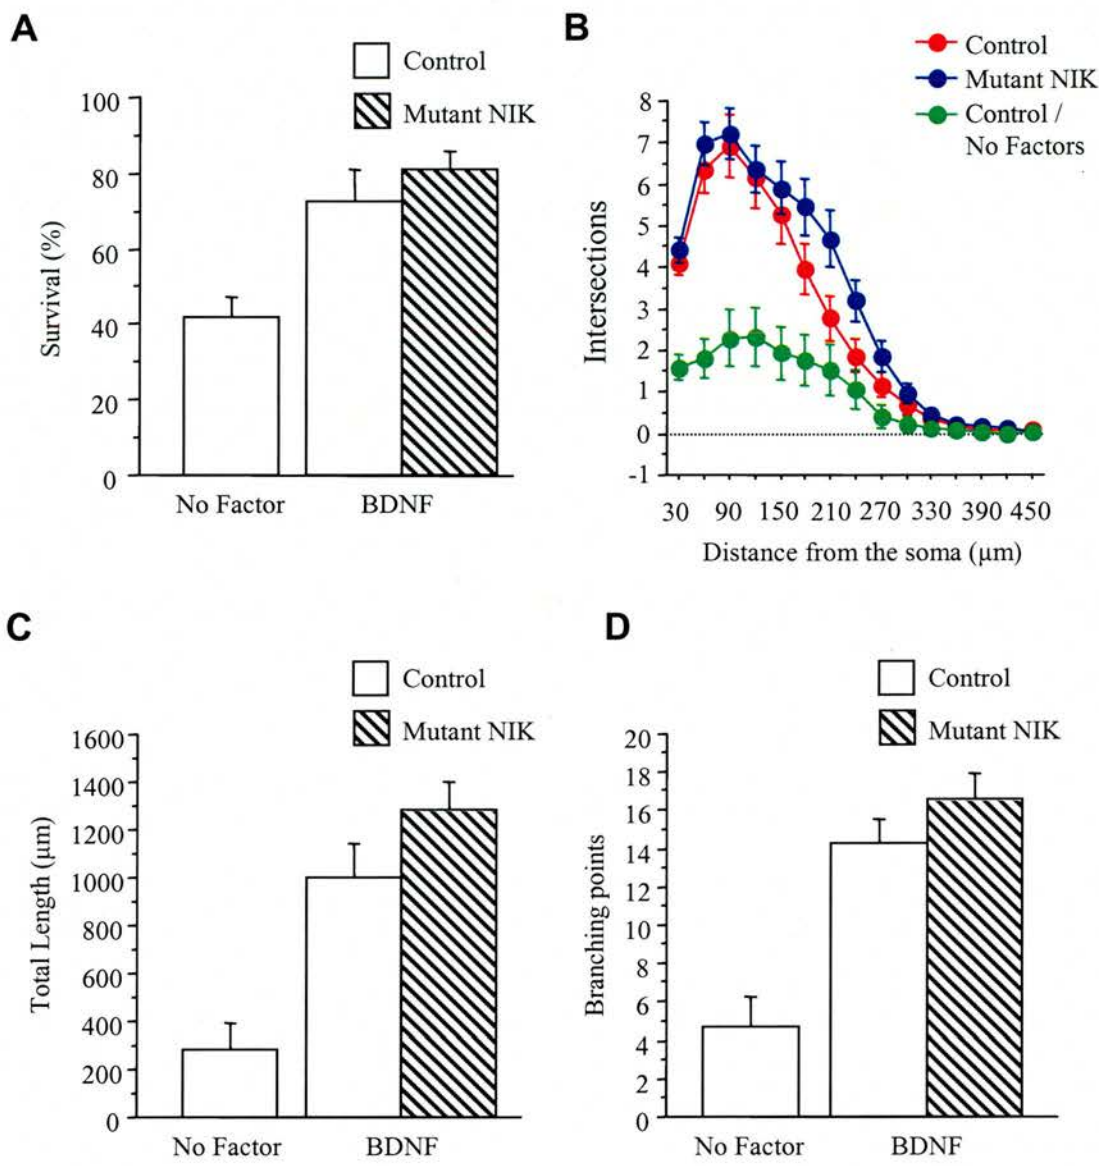 A
Control
Mutant NIK
100
80
60
40
20
0
Survival (%)
No Factor
BDNF
B
Control
Mutant NIK
Control /
No Factors
8
7
6
5
4
3
2
1
0
-1
Intersections
30 90 150 210 270 330 390 450
Distance from the soma (μm)
C
Control
Mutant NIK
1600
1400
1200
1000
800
600
400
200
0
Total Length (μm)
No Factor
BDNF
D
Control
Mutant NIK
20
18
16
14
12
10
8
6
4
2
0
Branching points
No Factor
BDNF